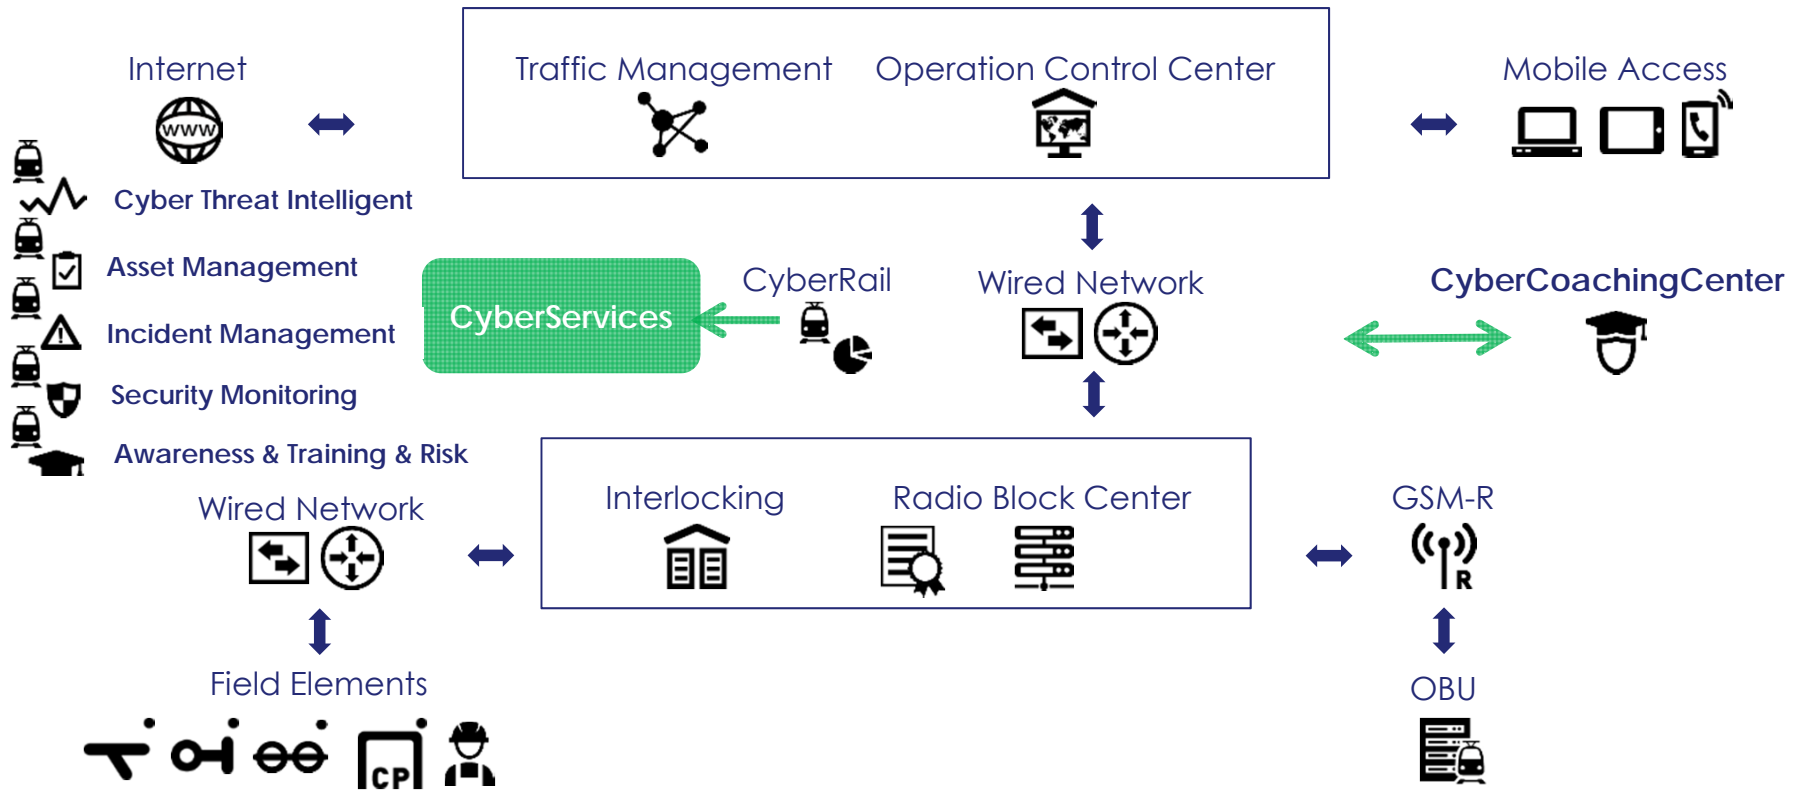 Internet
Traffic Management
Operation Control Center
Mobile Access
www
Cyber Threat Intelligent
Asset Management
CyberServices
CyberRail
Wired Network
CyberCoachingCenter
Incident Management
Security Monitoring
Awareness & Training & Risk
Wired Network
Interlocking
Radio Block Center
GSM-R
R
Field Elements
OBU
CP